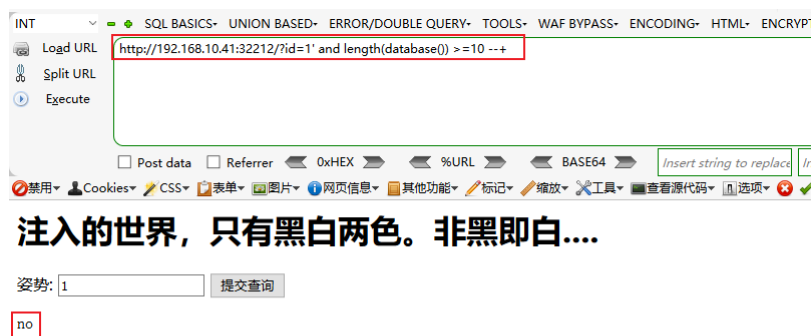 INT SQL BASICS UNION BASED ERROR/DOUBLE QUERY TOOLS WAF BYPASS ENCODING HTML ENCRYPT
Load URL http://192.168.10.41:32212/?id=1' and length(database()) >=10 --+
Split URL
Execute
Post data Referrer 0xHEX %URL BASE64 Insert string to replace
禁用 Cookies CSS 表单 图片 网页信息 其他功能 标记 缩放 工具 查看源代码 选项
注入的世界，只有黑白两色。非黑即白....
姿势: 1 提交查询
no